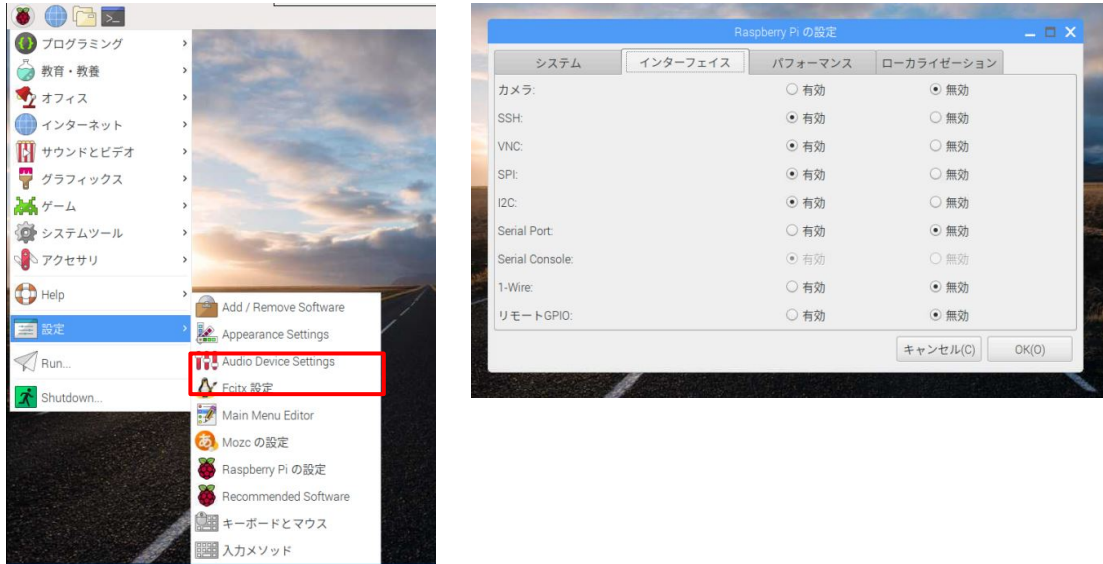 プログラミング
教育・教養
オフィス
インターネット
サウンドとビデオ
グラフィックス
ゲーム
システムツール
アクセサリ
Help
設定
Run...
Shutdown...
Add / Remove Software
Appearance Settings
Audio Device Settings
Fcitx 設定
Main Menu Editor
Mozc の設定
Raspberry Pi の設定
Recommended Software
キーボードとマウス
入力メソッド
Raspberry Pi の設定
システム インターフェイス パフォーマンス ローカライゼーション
カメラ: 有効 無効
SSH: 有効 無効
VNC: 有効 無効
SPI: 有効 無効
I2C: 有効 無効
Serial Port: 有効 無効
Serial Console: 有効 無効
1-Wire: 有効 無効
リモートGPIO: 有効 無効
キャンセル(C) OK(O)